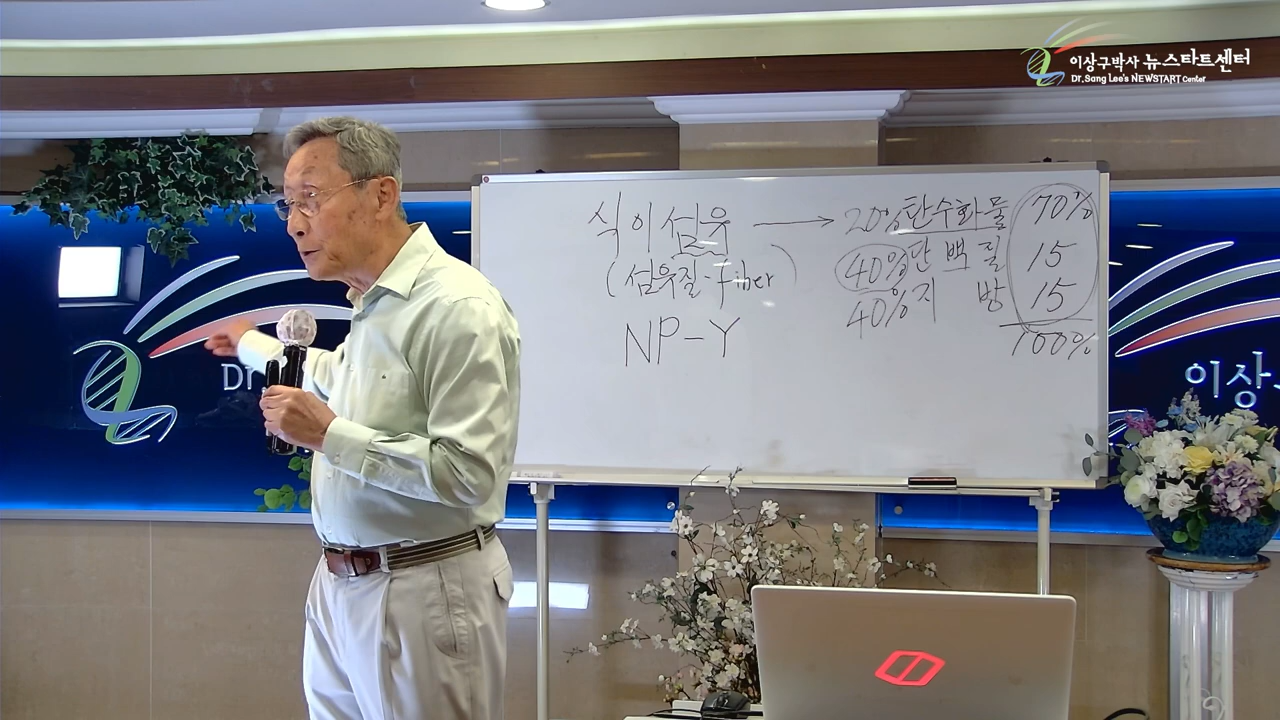 이상구박사 뉴스타트센터
Dr. Sang Lee's NEWSTART Center
식이섬유 → 20% 탄수화물 70%
(섬유질·fiber) 40% 단백질 15
40% 지방 15
NP-Y 100%
Dr.
이상